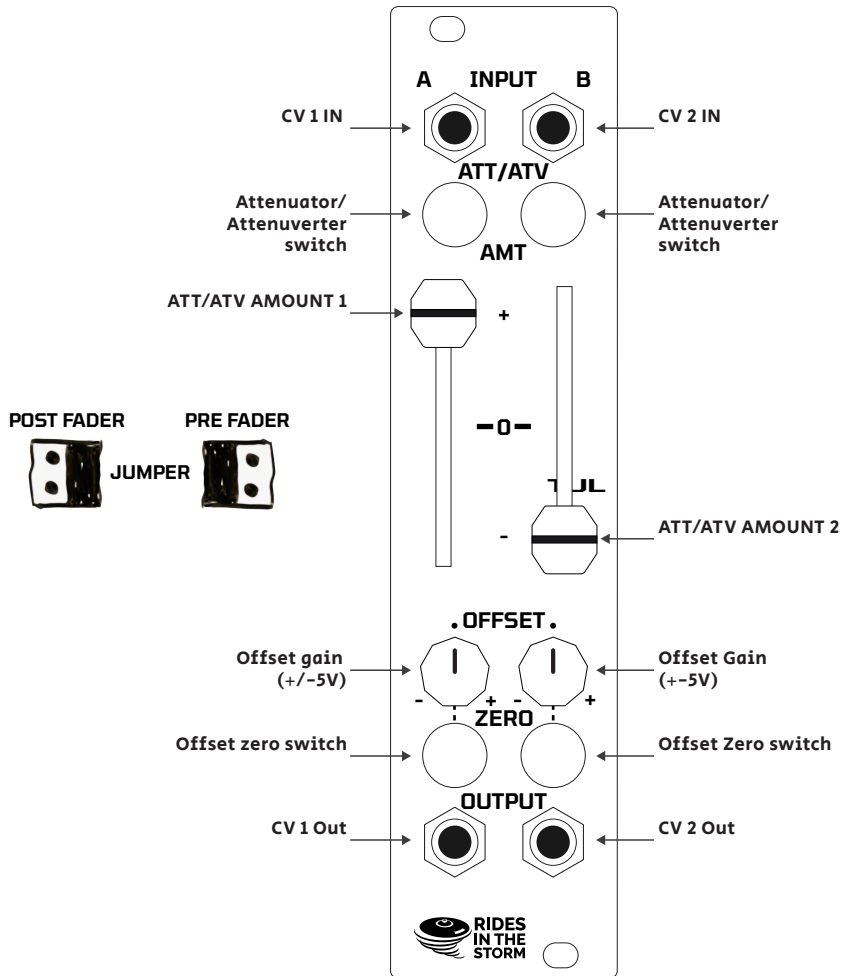 A INPUT B
CV 1 IN
CV 2 IN
ATT/ATV
Attenuator/
Attenuverter
switch
Attenuator/
Attenuverter
switch
AMT
ATT/ATV AMOUNT 1
+
POST FADER
PRE FADER
JUMPER
-0-
-
ATT/ATV AMOUNT 2
. OFFSET .
Offset gain
(+/-5V)
Offset Gain
(+-5V)
- + - +
ZERO
Offset zero switch
Offset Zero switch
OUTPUT
CV 1 Out
CV 2 Out
RIDES
IN THE
STORM